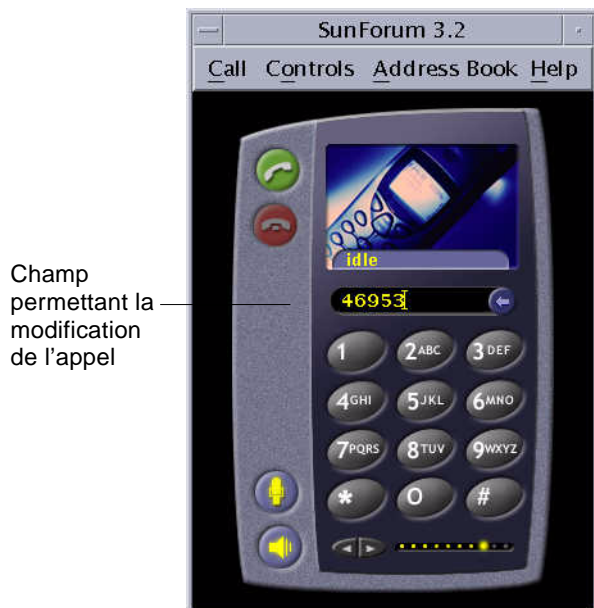 SunForum 3.2
Call Controls Address Book Help
idle
Champ
permettant la
modification
de l'appel
46953
1 2ABC 3DEF
4GHI 5JKL 6MNO
7PQRS 8TUV 9WXYZ
* 0 #